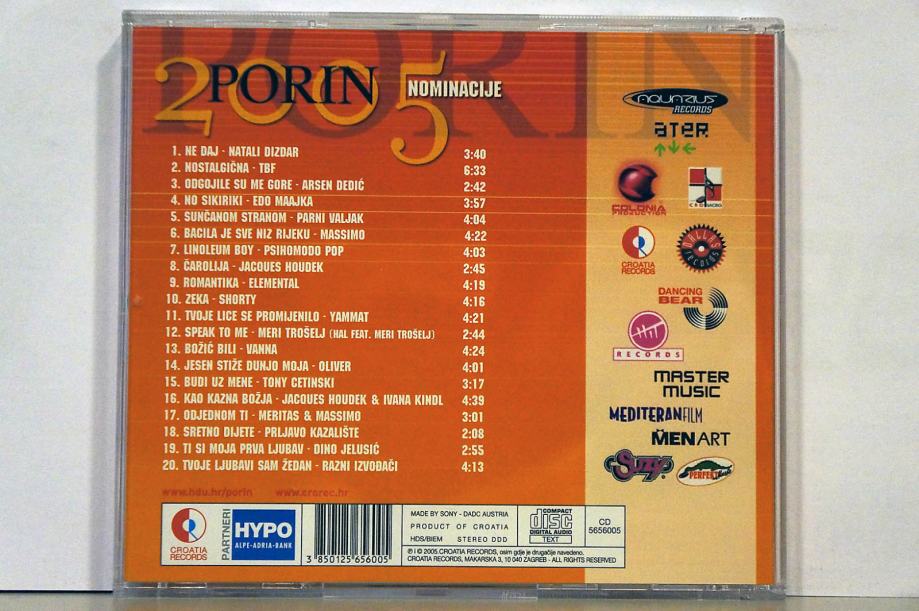 PORIN
2005 PORIN NOMINACIJE
1. NE ĐAJ - NATALI DIZDAR 3:40
2. NOSTALGIČNA - TBF 6:33
3. ODGOJILE SU ME GORE - ARSEN DEDIĆ 2:42
4. NO SIKIRIKI - EDO MAAJKA 3:57
5. SUNČANOM STRANOM - PARNI VALJAK 4:04
6. BACILA JE SVE NIZ RIJEKU - MASSIMO 4:22
7. LINOLEUM BOY - PSIHOMODO POP 4:03
8. ČAROLIJA - JACQUES HOUDEK 2:45
9. ROMANTIKA - ELEMENTAL 4:19
10. ZEKA - SHORTY 4:16
11. TVOJE LICE SE PROMIJENILO - YAMMAT 4:21
12. SPEAK TO ME - MERI TROŠELJ (HAL FEAT. MERI TROŠELJ) 2:44
13. BOŽIĆ BILI - VANNA 4:24
14. JESEN STIŽE DUNJO MOJA - OLIVER 4:01
15. BUDI UZ MENE - TONY CETINSKI 3:17
16. KAO KAZNA BOŽJA - JACQUES HOUDEK & IVANA KINDL 4:39
17. ODJEDNOM TI - MERITAS & MASSIMO 3:01
18. SRETNO DIJETE - PRLJAVO KAZALIŠTE 2:08
19. TI SI MOJA PRVA LJUBAV - DINO JELUSIĆ 2:55
20. TVOJE LJUBAVI SAM ŽEDAN - RAZNI IZVOĐAČI 4:13
www.hdu.hr/porin www.crorec.hr
AQUARIUS
RECORDS
aTeR
COLONIA
PRODUCTION
CROATIA
RECORDS
DALLAS
records
DANCING
BEAR
Hit
RECORDS
MASTER
MUSIC
MEDITERANFILM
MENART
Suzy
PERFEKT
CROATIA
RECORDS
PARTNERI
HYPO
ALPE-ADRIA-BANK
3 850125 656005
MADE BY SONY - DADC AUSTRIA
PRODUCT OF CROATIA
HDS/BIEM STEREO DDD
COMPACT
disc
DIGITAL AUDIO
TEXT
CD
5656005
℗ i © 2005.CROATIA RECORDS, osim gdje je drugačije navedeno.
CROATIA RECORDS, MAKARSKA 3, 10 040 ZAGREB - ALL RIGHTS RESERVED